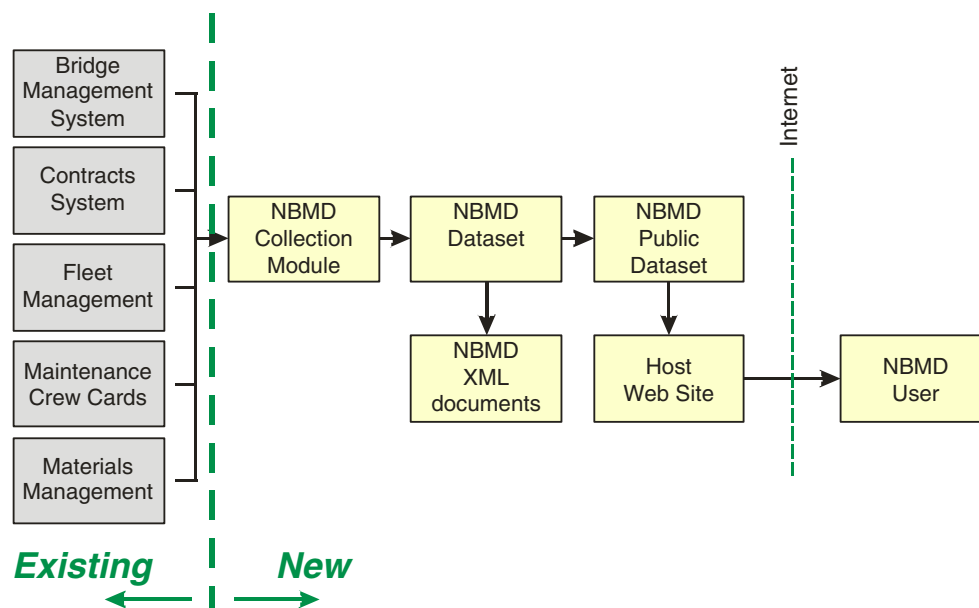 Bridge
Management
System
Contracts
System
Fleet
Management
Maintenance
Crew Cards
Materials
Management
NBMD
Collection
Module
NBMD
Dataset
NBMD
Public
Dataset
NBMD
XML
documents
Host
Web Site
Internet
NBMD
User
Existing
New